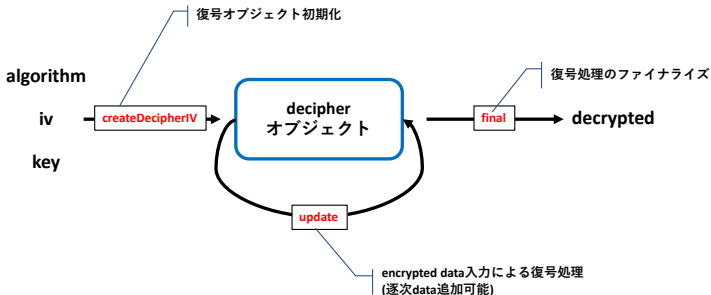 復号オブジェクト初期化
algorithm
iv
key
createDecipherIV
decipher
オブジェクト
update
encrypted data入力による復号処理
(逐次data追加可能)
final
復号処理のファイナライズ
decrypted